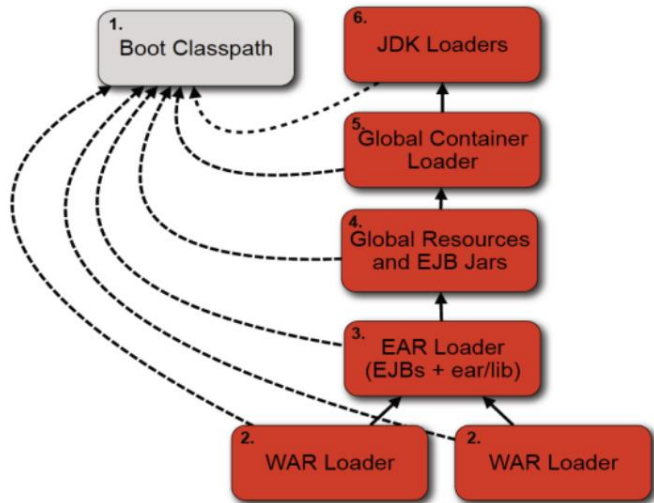 1.
Boot Classpath
6.
JDK Loaders
5.
Global Container
Loader
4.
Global Resources
and EJB Jars
3.
EAR Loader
(EJBs + ear/lib)
2.
WAR Loader
2.
WAR Loader